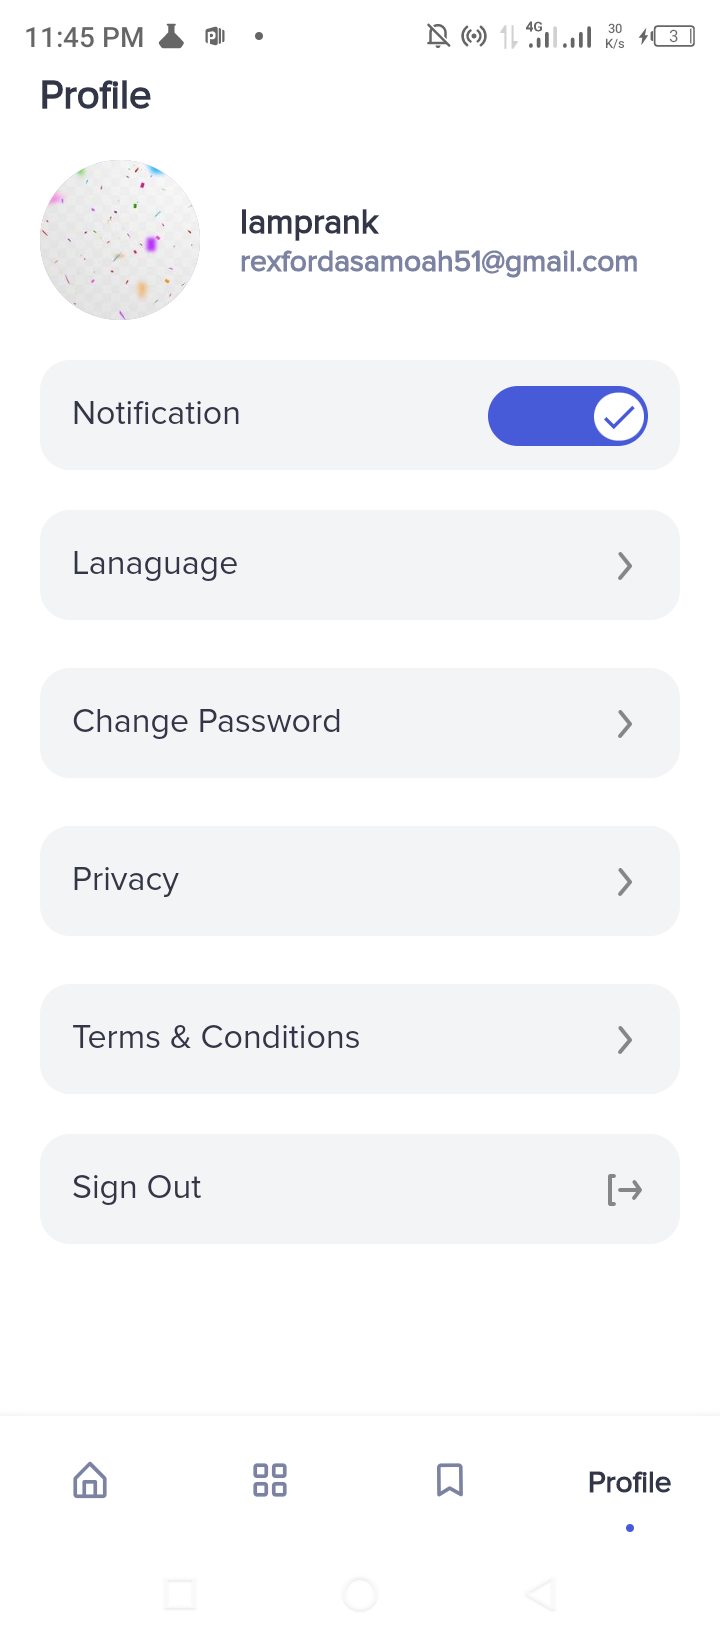 11:45 PM
4G
30
K/s
3
Profile
lamprank
rexfordasamoah51@gmail.com
Notification
Lanaguage
Change Password
Privacy
Terms & Conditions
Sign Out
Profile